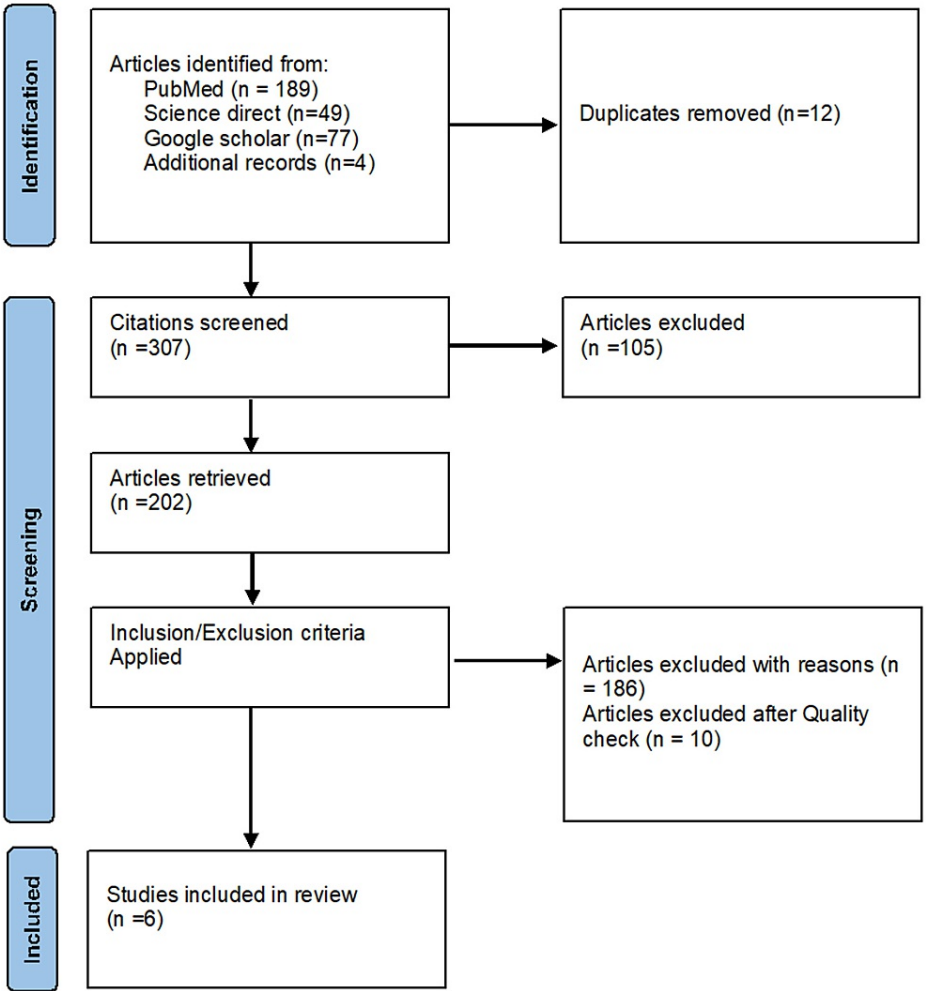 Identification
Articles identified from:
PubMed (n = 189)
Science direct (n=49)
Google scholar (n=77)
Additional records (n=4)
Duplicates removed (n=12)
Screening
Citations screened
(n =307)
Articles excluded
(n =105)
Articles retrieved
(n =202)
Inclusion/Exclusion criteria
Applied
Articles excluded with reasons (n
= 186)
Articles excluded after Quality
check (n = 10)
Included
Studies included in review
(n =6)